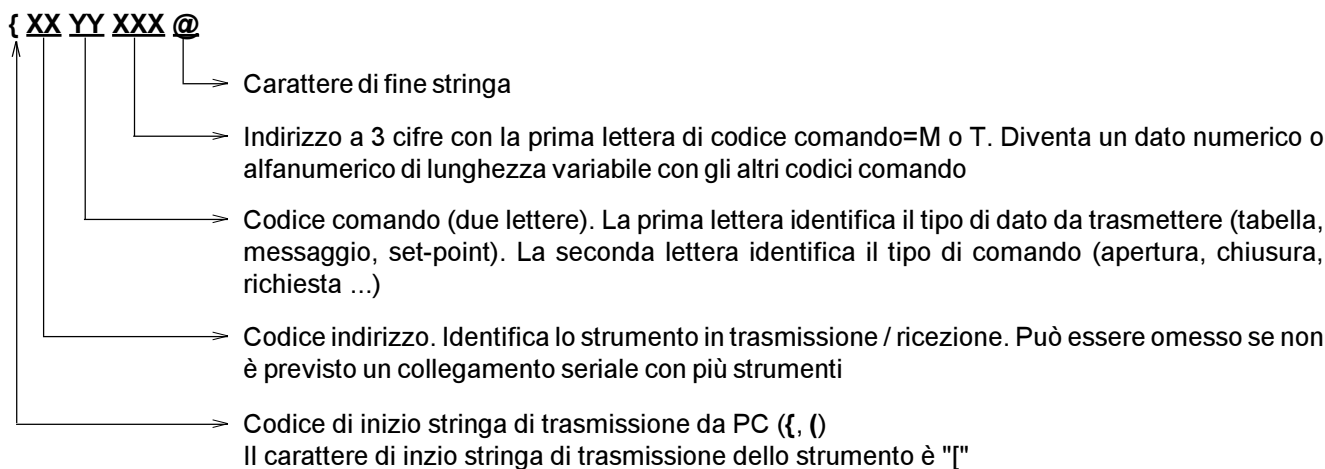 { XX YY XXX @
Carattere di fine stringa
Indirizzo a 3 cifre con la prima lettera di codice comando=M o T. Diventa un dato numerico o
alfanumerico di lunghezza variabile con gli altri codici comando
Codice comando (due lettere). La prima lettera identifica il tipo di dato da trasmettere (tabella,
messaggio, set-point). La seconda lettera identifica il tipo di comando (apertura, chiusura,
richiesta ...)
Codice indirizzo. Identifica lo strumento in trasmissione / ricezione. Può essere omesso se non
è previsto un collegamento seriale con più strumenti
Codice di inizio stringa di trasmissione da PC ({, ()
Il carattere di inzio stringa di trasmissione dello strumento è "["